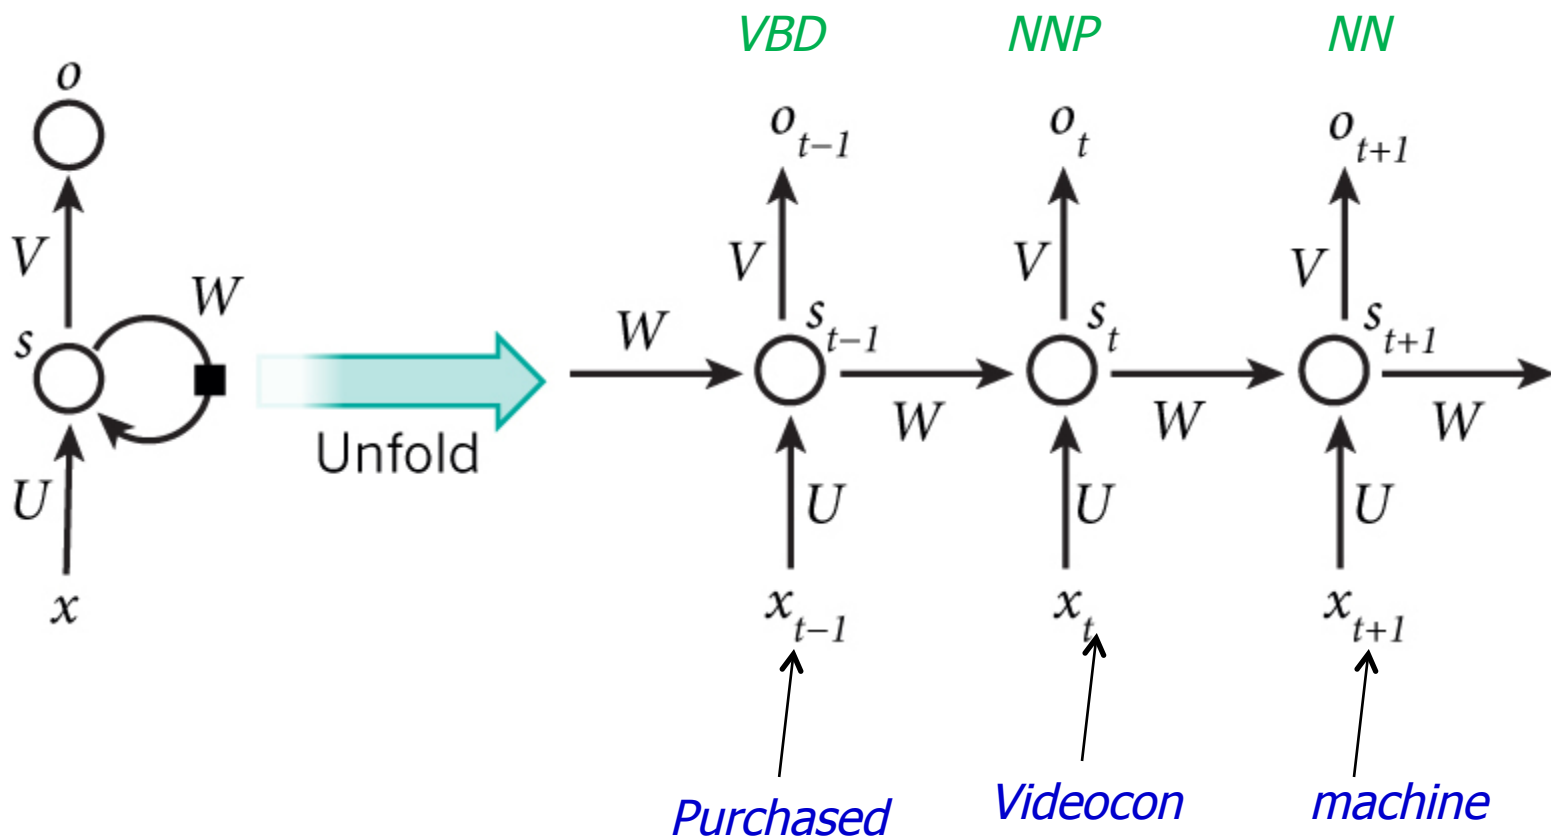 VBD NNP NN
o o_{t-1} o_t o_{t+1}
V V V V
W
s W s_{t-1} s_t s_{t+1}
W W W
Unfold
U U U U
x x_{t-1} x_t x_{t+1}
Purchased Videocon machine